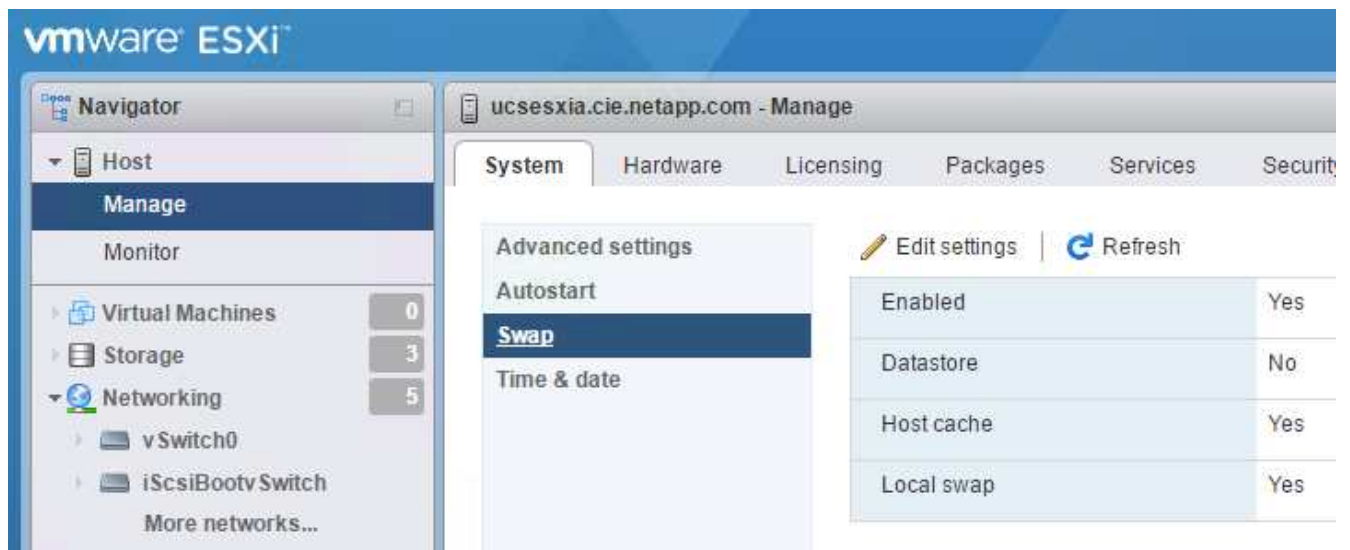 vmware ESXi™
Navigator
Host
Manage
Monitor
Virtual Machines 0
Storage 3
Networking 5
vSwitch0
iScsiBootvSwitch
More networks...
ucsesxia.cie.netapp.com - Manage
System Hardware Licensing Packages Services Security
Advanced settings
Autostart
Swap
Time & date
Edit settings | Refresh
Enabled Yes
Datastore No
Host cache Yes
Local swap Yes